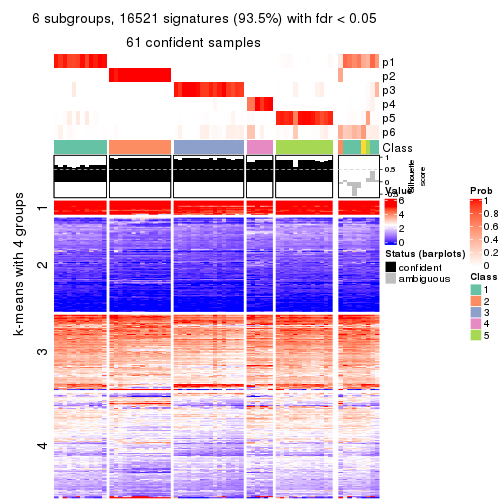 6 subgroups, 16521 signatures (93.5%) with fdr < 0.05
61 confident samples
p1
p2
p3
p4
p5
p6
Class
1
0.5
0
-0.5
Silhouette
score
k-means with 4 groups
1
2
3
4
Value
6
4
2
0
Status (barplots)
confident
ambiguous
Prob
1
0.8
0.6
0.4
0.2
0
Class
1
2
3
4
5